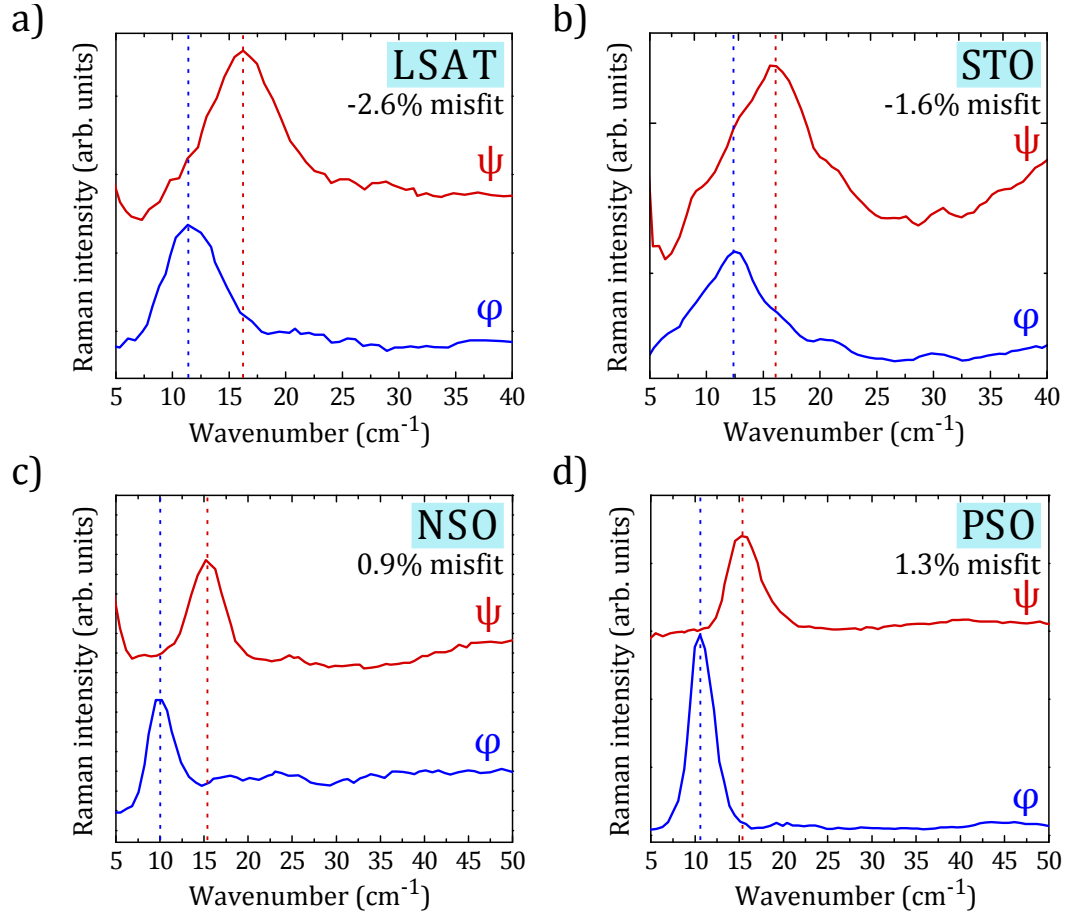 a)
LSAT
-2.6% misfit
ψ
φ
Raman intensity (arb. units)
5 10 15 20 25 30 35 40
Wavenumber (cm⁻¹)
b)
STO
-1.6% misfit
ψ
φ
Raman intensity (arb. units)
5 10 15 20 25 30 35 40
Wavenumber (cm⁻¹)
c)
NSO
0.9% misfit
ψ
φ
Raman intensity (arb. units)
5 10 15 20 25 30 35 40 45 50
Wavenumber (cm⁻¹)
d)
PSO
1.3% misfit
ψ
φ
Raman intensity (arb. units)
5 10 15 20 25 30 35 40 45 50
Wavenumber (cm⁻¹)